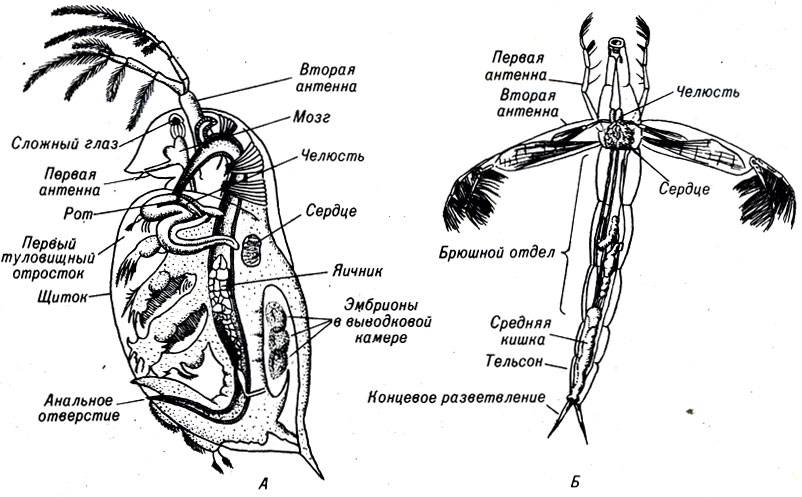 Вторая
антенна
Мозг
Сложный глаз
Челюсть
Первая
антенна
Рот
Сердце
Первый
туловищный
отросток
Яичник
Щиток
Эмбрионы
в выводковой
камере
Анальное
отверстие
А
Первая
антенна
Вторая
антенна
Челюсть
Сердце
Брюшной отдел
Средняя
кишка
Тельсон
Концевое разветвление
Б